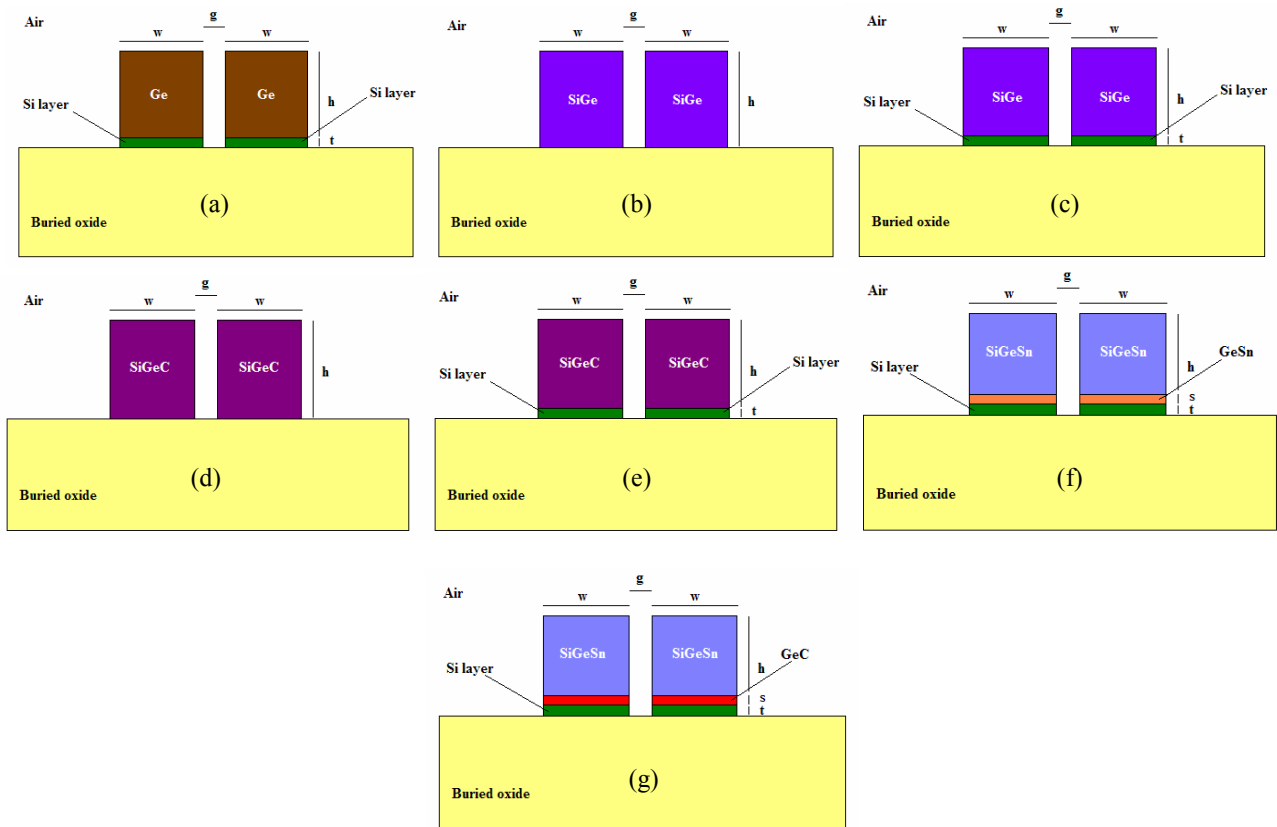 g
Air
w w
Ge Ge
Si layer Si layer
h
t
(a)
Buried oxide
g
Air
w w
SiGe SiGe
h
(b)
Buried oxide
g
Air
w w
SiGe SiGe
Si layer Si layer
h
t
(c)
Buried oxide
g
Air
w w
SiGeC SiGeC
h
(d)
Buried oxide
g
Air
w w
SiGeC SiGeC
Si layer Si layer
h
t
(e)
Buried oxide
g
Air
w w
SiGeSn SiGeSn
GeSn
Si layer
h
s
t
(f)
Buried oxide
g
Air
w w
SiGeSn SiGeSn
GeC
Si layer
h
s
t
(g)
Buried oxide